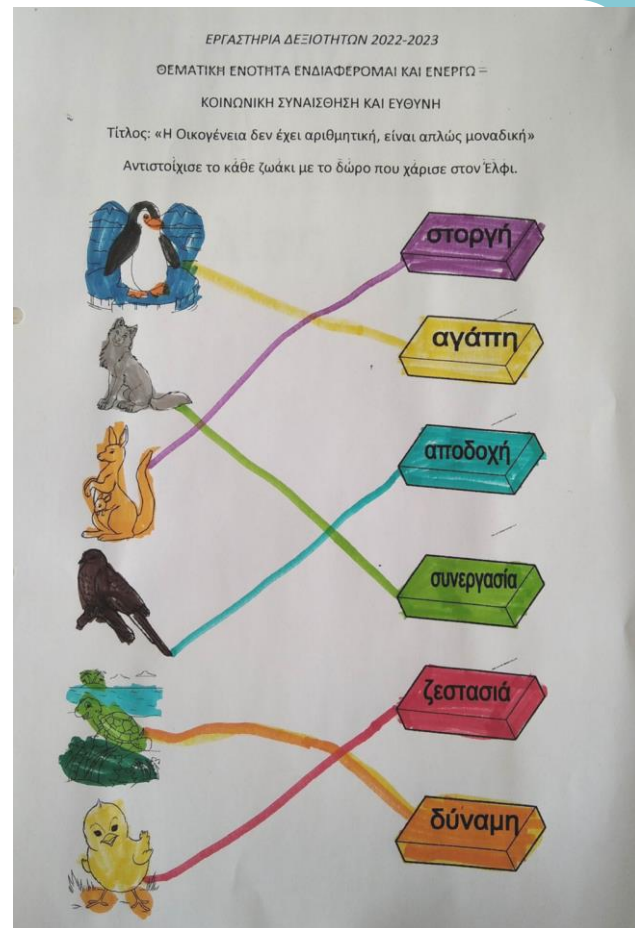 ΕΡΓΑΣΤΗΡΙΑ ΔΕΞΙΟΤΗΤΩΝ 2022-2023
ΘΕΜΑΤΙΚΗ ΕΝΟΤΗΤΑ ΕΝΔΙΑΦΕΡΟΜΑΙ ΚΑΙ ΕΝΕΡΓΩ –
ΚΟΙΝΩΝΙΚΗ ΣΥΝΑΙΣΘΗΣΗ ΚΑΙ ΕΥΘΥΝΗ
Τίτλος: «Η Οικογένεια δεν έχει αριθμητική, είναι απλώς μοναδική»
Αντιστοίχισε το κάθε ζωάκι με το δώρο που χάρισε στον Έλφι.
στοργή
αγάπη
αποδοχή
συνεργασία
ζεστασιά
δύναμη